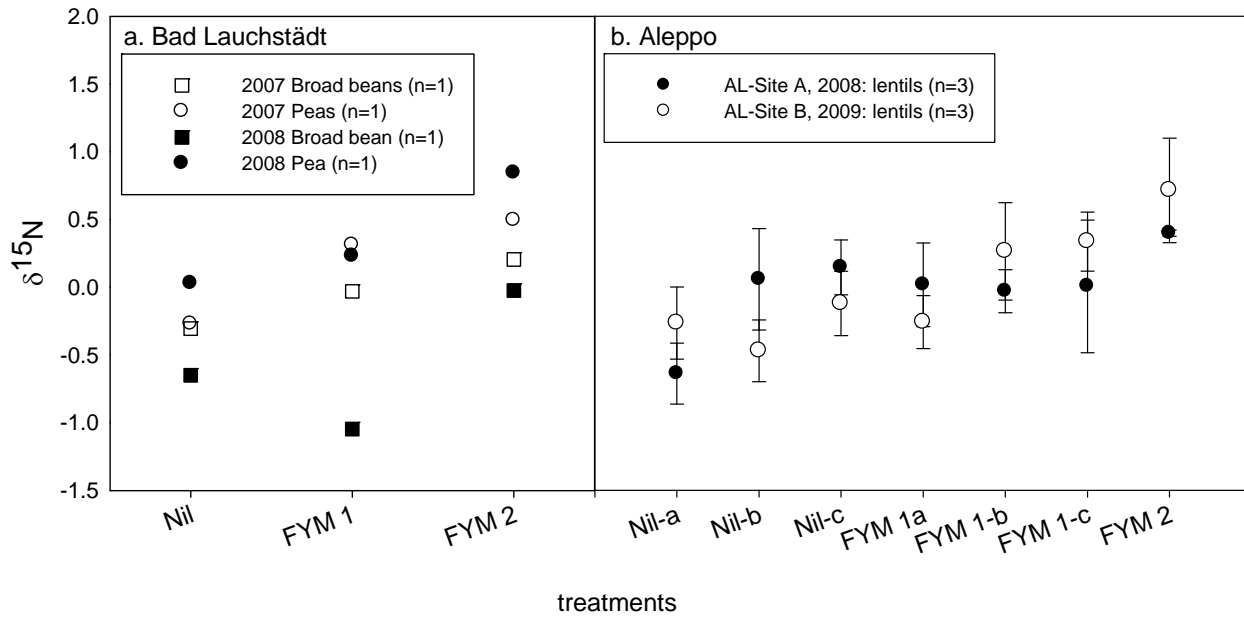 a. Bad Lauchstädt
2007 Broad beans (n=1)
2007 Peas (n=1)
2008 Broad bean (n=1)
2008 Pea (n=1)
b. Aleppo
AL-Site A, 2008: lentils (n=3)
AL-Site B, 2009: lentils (n=3)
δ15N
2.0
1.5
1.0
0.5
0.0
-0.5
-1.0
-1.5
Nil
FYM 1
FYM 2
Nil-a
Nil-b
Nil-c
FYM 1a
FYM 1-b
FYM 1-c
FYM 2
treatments